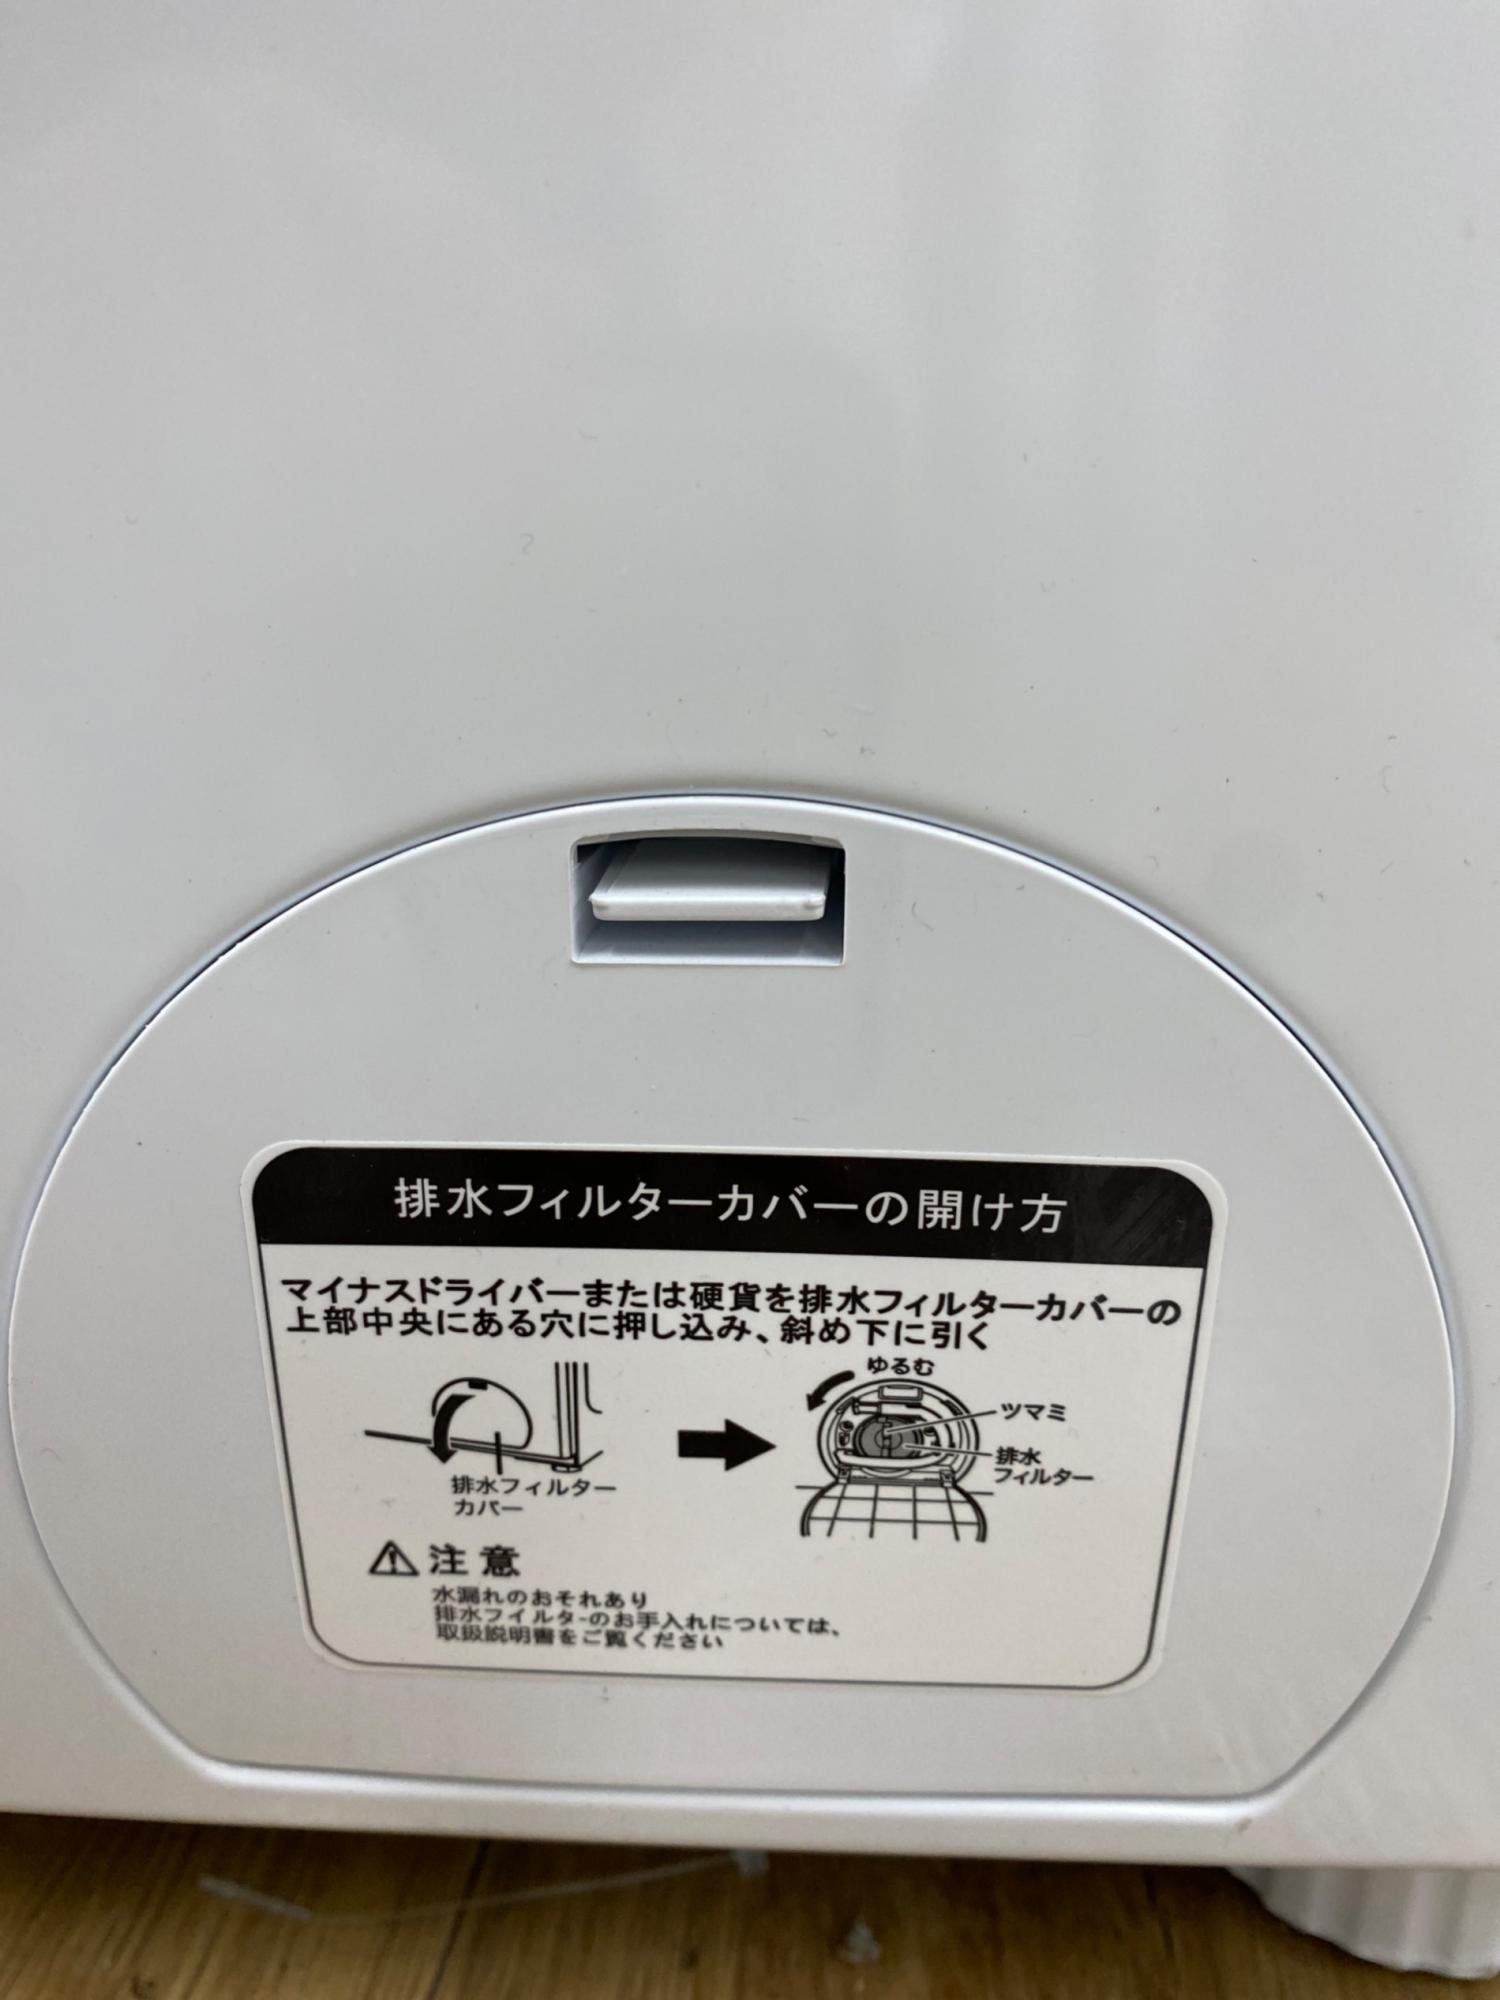 排水フィルターカバーの開け方
マイナスドライバーまたは硬貨を排水フィルターカバーの
上部中央にある穴に押し込み、斜め下に引く
ゆるむ
ツマミ
排水
フィルター
排水フィルター
カバー
注意
水漏れのおそれあり
排水フィルタ-のお手入れについては、
取扱説明書をご覧ください